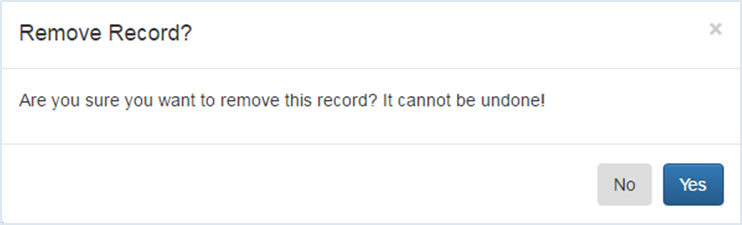 Remove Record?
×
Are you sure you want to remove this record? It cannot be undone!
No
Yes